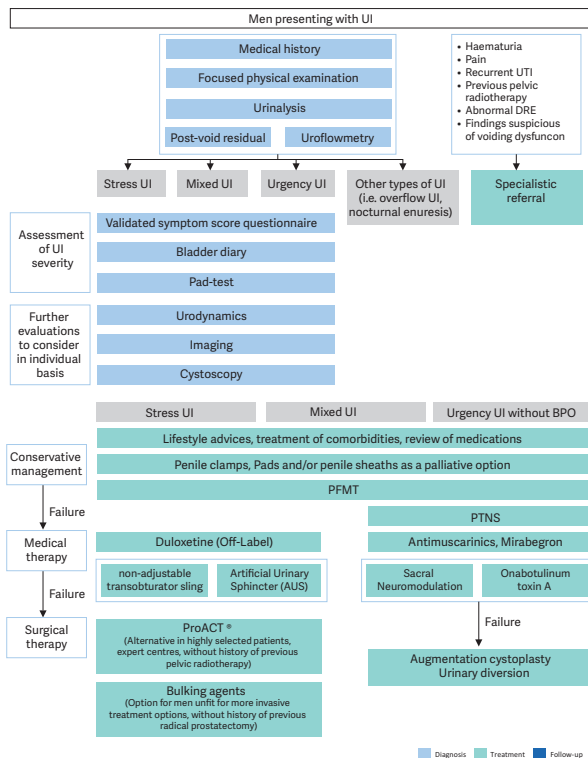 Men presenting with UI
Medical history
Focused physical examination
Urinalysis
Post-void residual
Uroflowmetry
• Haematuria
• Pain
• Recurrent UTI
• Previous pelvic
radiotherapy
• Abnormal DRE
• Findings suspicious
of voiding dysfuncon
Stress UI
Mixed UI
Urgency UI
Other types of UI
(i.e. overflow UI,
nocturnal enuresis)
Specialistic
referral
Assessment
of UI
severity
Validated symptom score questionnaire
Bladder diary
Pad-test
Further
evaluations
to consider
in individual
basis
Urodynamics
Imaging
Cystoscopy
Stress UI
Mixed UI
Urgency UI without BPO
Conservative
management
Lifestyle advices, treatment of comorbidities, review of medications
Penile clamps, Pads and/or penile sheaths as a palliative option
PFMT
Failure
PTNS
Medical
therapy
Duloxetine (Off-Label)
Antimuscarinics, Mirabegron
non-adjustable
transobturator sling
Artificial Urinary
Sphincter (AUS)
Sacral
Neuromodulation
Onabotulinum
toxin A
Failure
Surgical
therapy
ProACT ®
(Alternative in highly selected patients,
expert centres, without history of previous
pelvic radiotherapy)
Failure
Augmentation cystoplasty
Urinary diversion
Bulking agents
(Option for men unfit for more invasive
treatment options, without history of previous
radical prostatectomy)
Diagnosis
Treatment
Follow-up